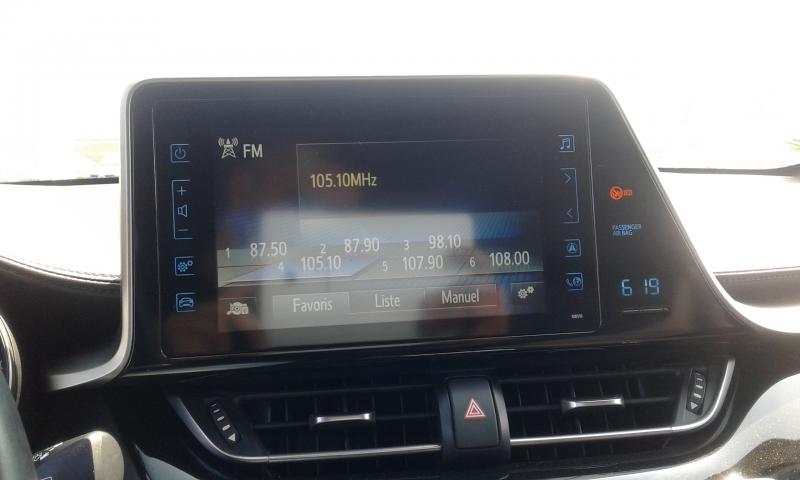 FM
105.10MHz
1 87.50 2 87.90 3 98.10
4 105.10 5 107.90 6 108.00
Favoris Liste Manuel
PASSENGER
AIR BAG
6 19